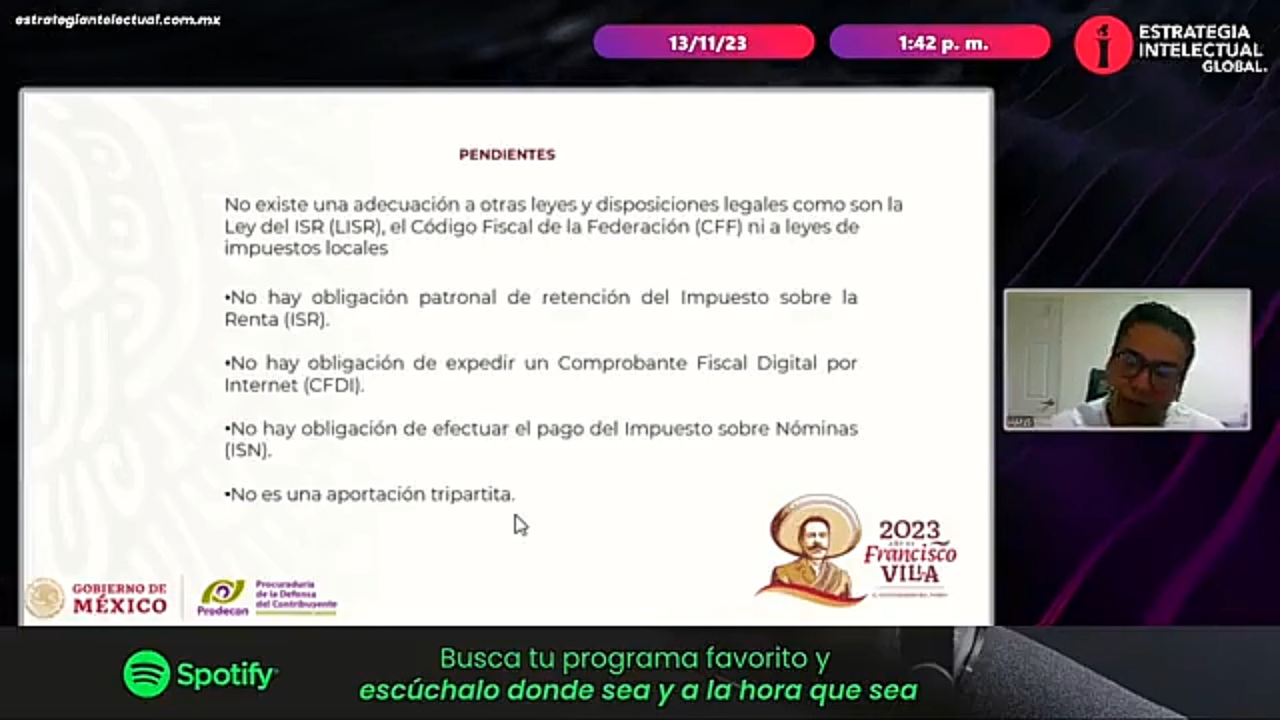 estrategiaintelectual.com.mx
13/11/23
1:42 p. m.
ESTRATEGIA
INTELECTUAL
GLOBAL.
PENDIENTES
No existe una adecuación a otras leyes y disposiciones legales como son la
Ley del ISR (LISR), el Código Fiscal de la Federación (CFF) ni a leyes de
impuestos locales
•No hay obligación patronal de retención del Impuesto sobre la
Renta (ISR).
•No hay obligación de expedir un Comprobante Fiscal Digital por
Internet (CFDI).
•No hay obligación de efectuar el pago del Impuesto sobre Nóminas
(ISN).
•No es una aportación tripartita.
2023
Francisco
VILLA
GOBIERNO DE
MÉXICO
Prodecon
Procuraduría
de la Defensa
del Contribuyente
Spotify
Busca tu programa favorito y
escúchalo donde sea y a la hora que sea